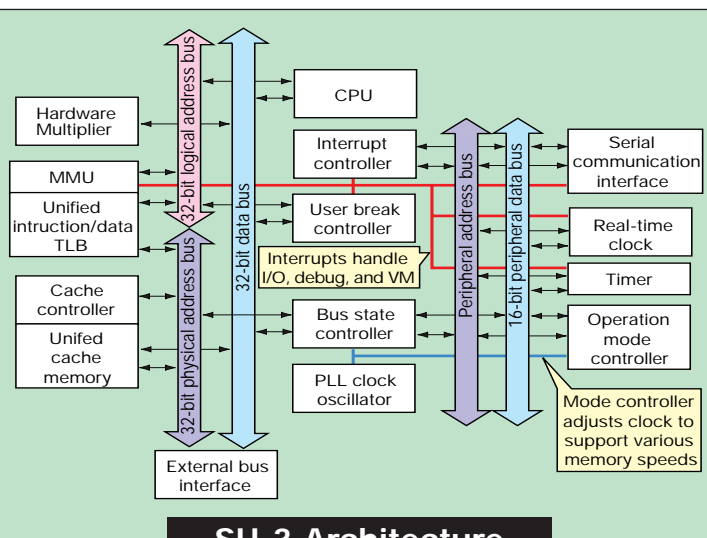 32-bit logical address bus
32-bit data bus
32-bit physical address bus
Hardware
Multiplier
MMU
Unified
intruction/data
TLB
Cache
controller
Unifed
cache
memory
External bus
interface
CPU
Interrupt
controller
User break
controller
Interrupts handle
I/O, debug, and VM
Bus state
controller
PLL clock
oscillator
Peripheral address bus
16-bit peripheral data bus
Serial
communication
interface
Real-time
clock
Timer
Operation
mode
controller
Mode controller
adjusts clock to
support various
memory speeds
SH-3 Architecture